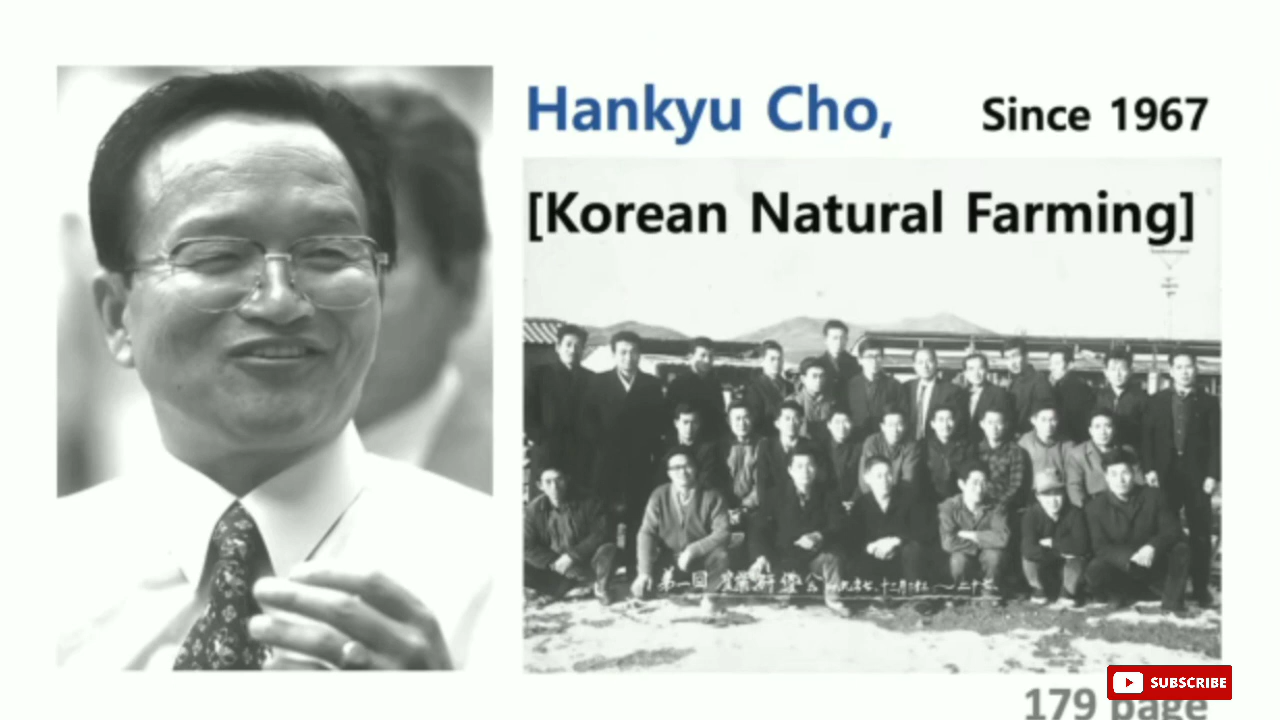 Hankyu Cho, Since 1967
[Korean Natural Farming]
第一回
SUBSCRIBE
179 page